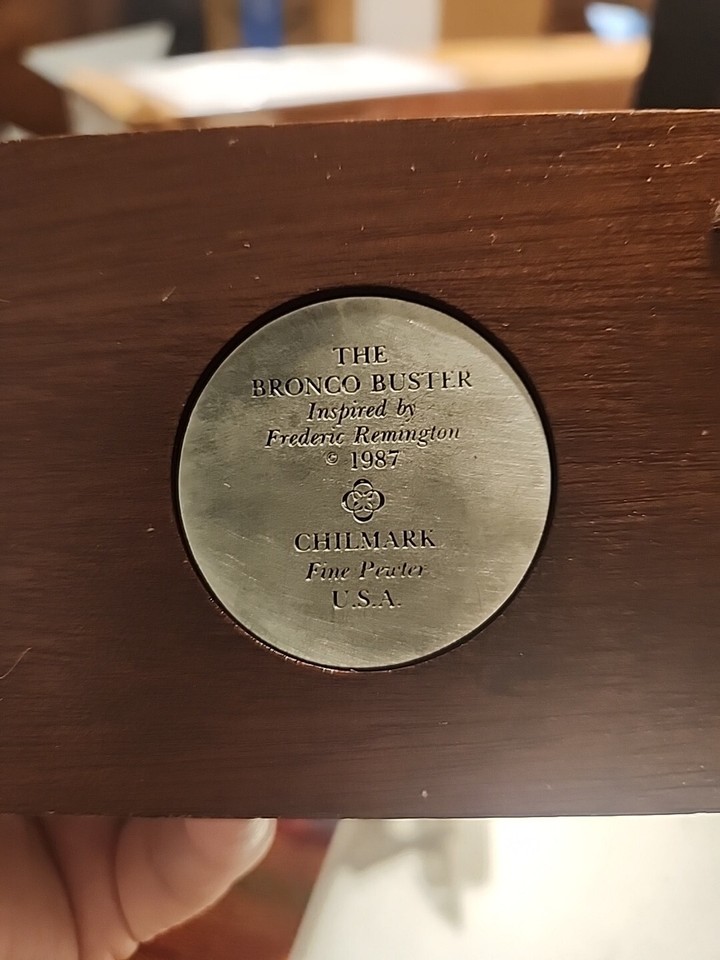 THE
BRONCO BUSTER
Inspired by
Frederic Remington
© 1987
CHILMARK
Fine Pewter
U.S.A.